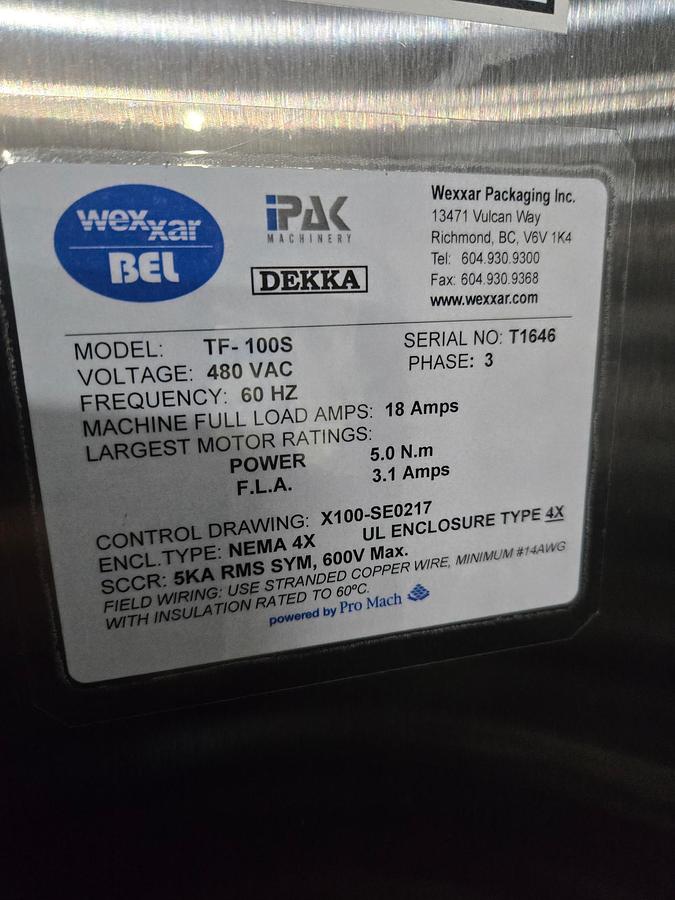 wexxar
BEL
iPAK
MACHINERY
DEKKA
Wexxar Packaging Inc.
13471 Vulcan Way
Richmond, BC, V6V 1K4
Tel: 604.930.9300
Fax: 604.930.9368
www.wexxar.com
MODEL: TF-100S
SERIAL NO: T1646
VOLTAGE: 480 VAC
PHASE: 3
FREQUENCY: 60 HZ
MACHINE FULL LOAD AMPS: 18 Amps
LARGEST MOTOR RATINGS:
POWER 5.0 N.m
F.L.A. 3.1 Amps
CONTROL DRAWING: X100-SE0217
ENCL.TYPE: NEMA 4X UL ENCLOSURE TYPE 4X
SCCR: 5KA RMS SYM, 600V Max.
FIELD WIRING: USE STRANDED COPPER WIRE, MINIMUM #14AWG
WITH INSULATION RATED TO 60ºC.
powered by Pro Mach